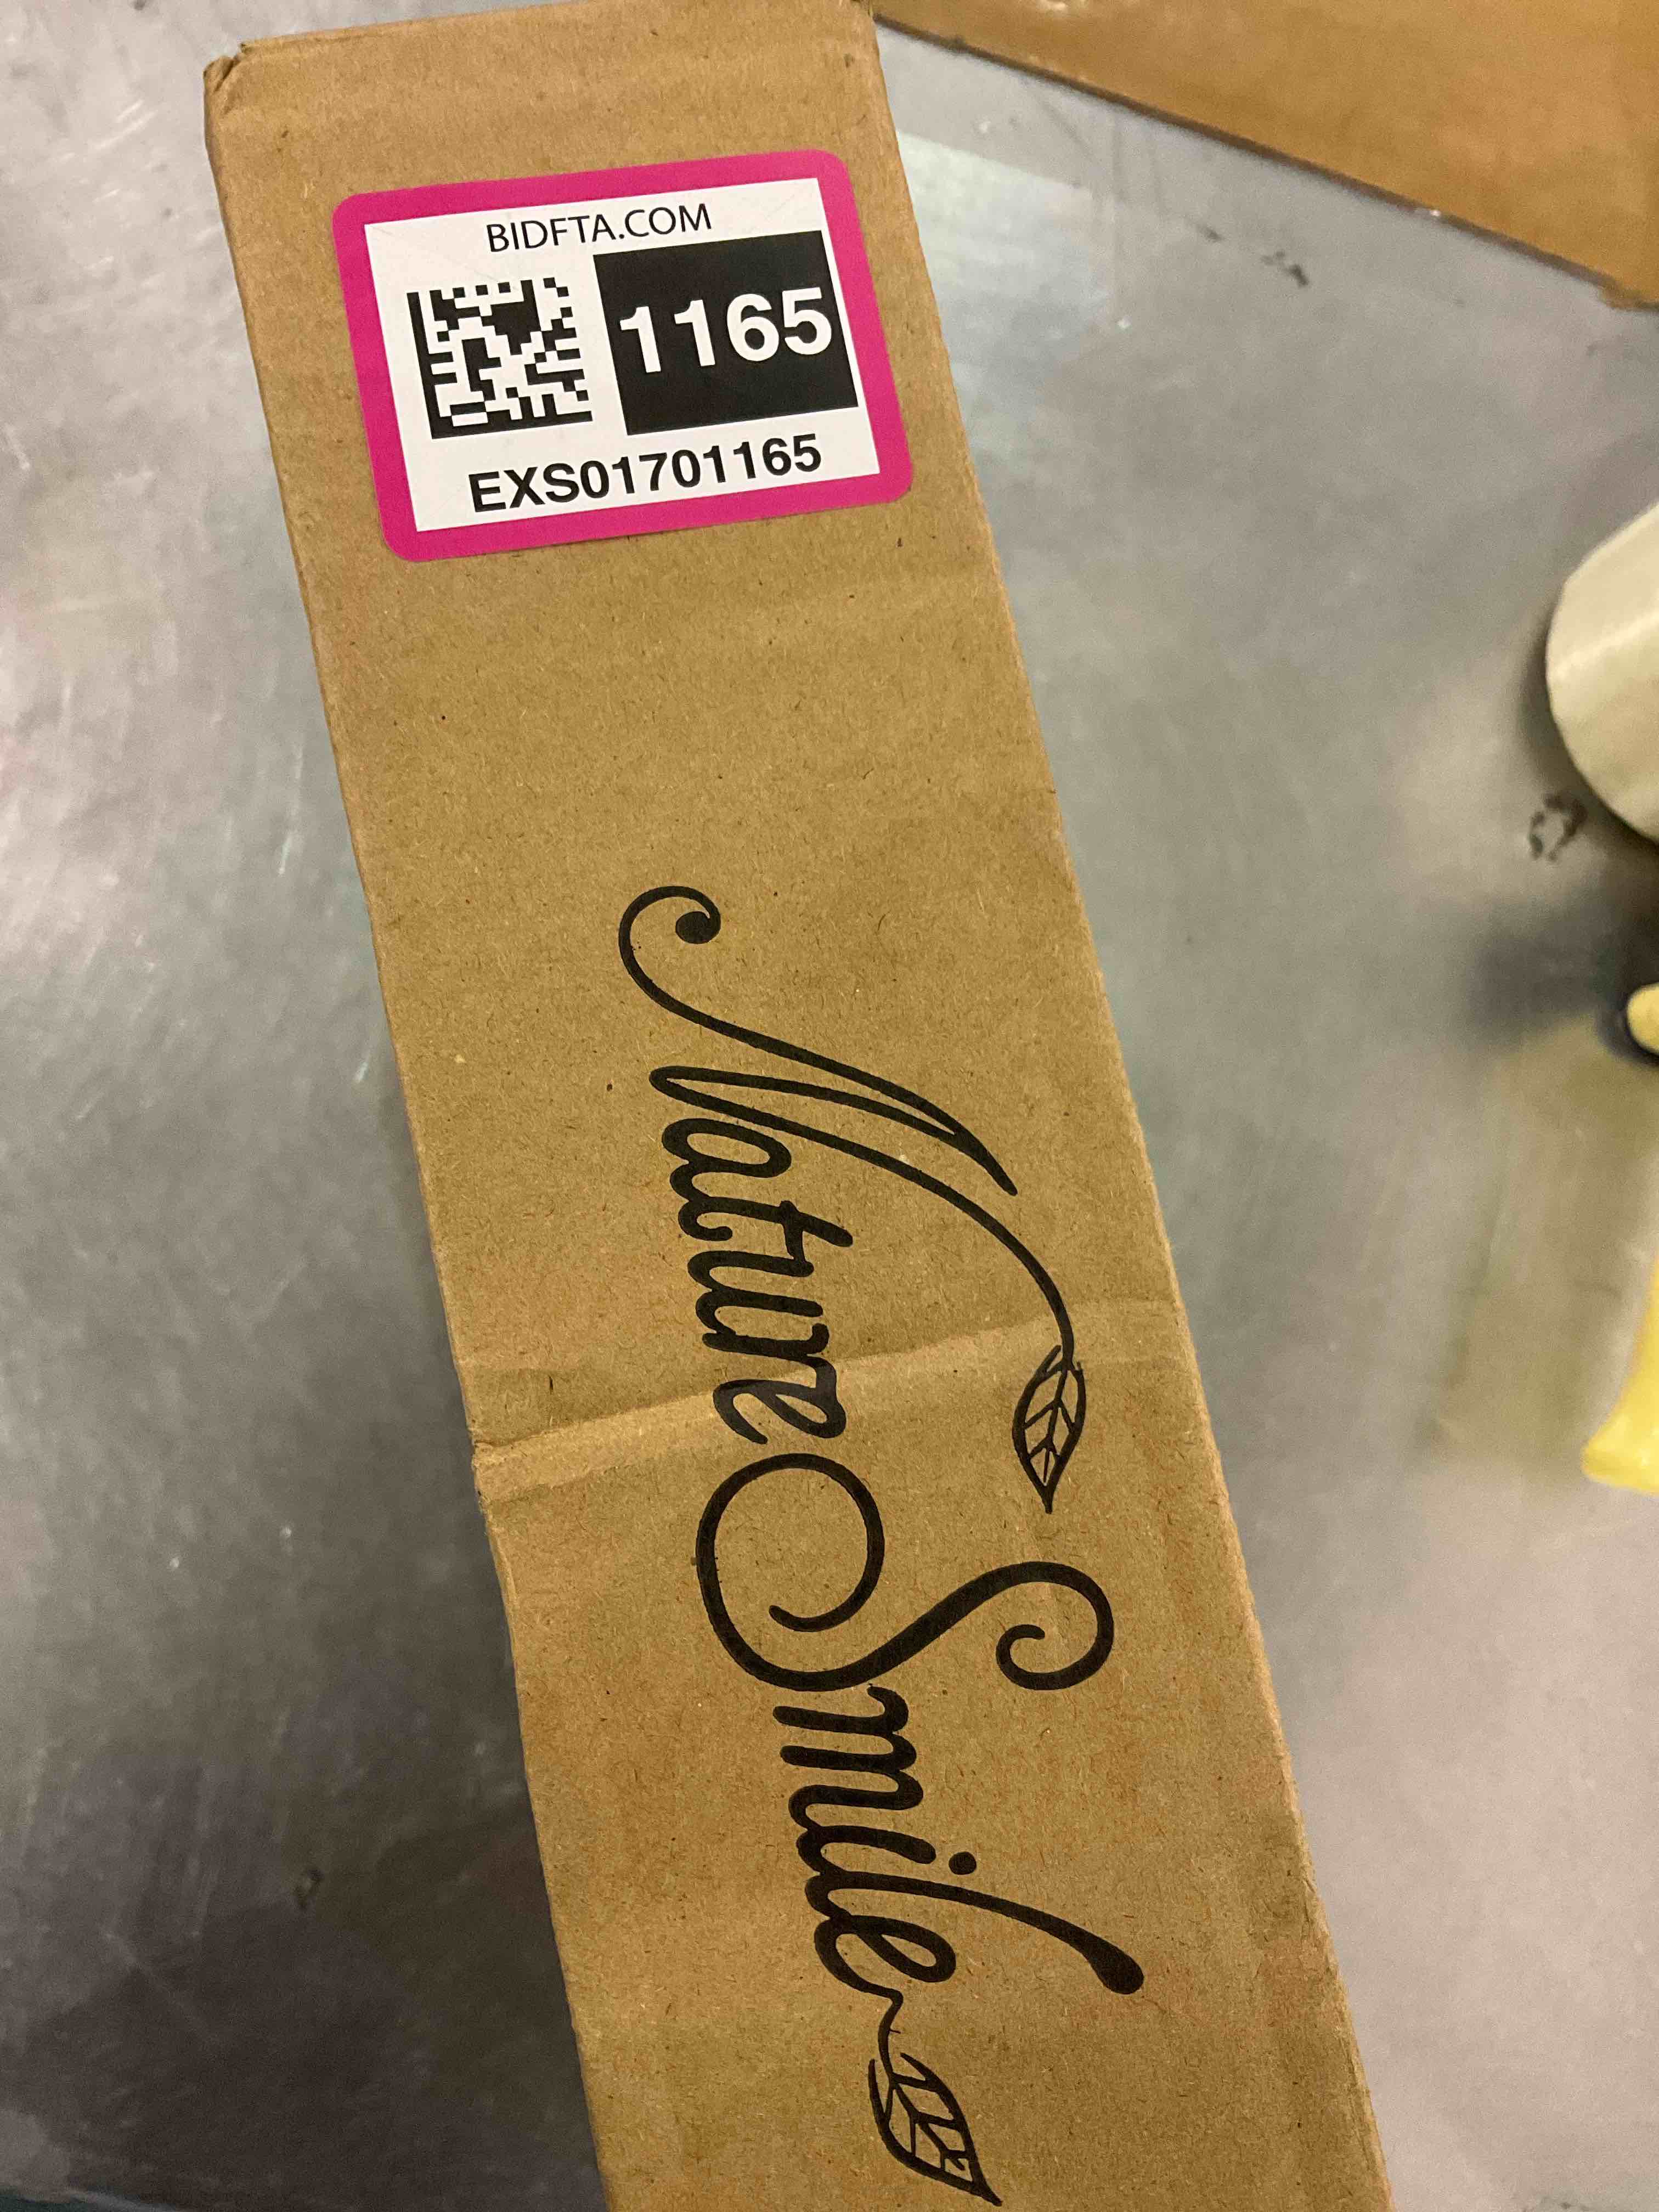 BIDFTA.COM
1165
EXS01701165
Nature Smile